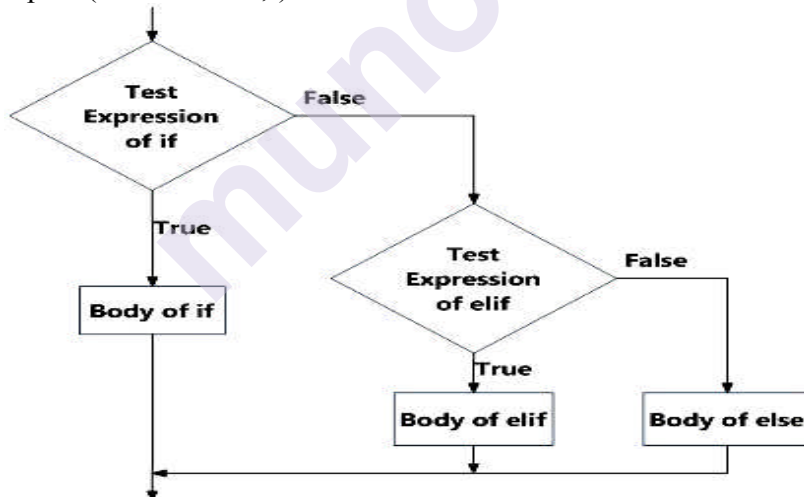 Test
Expression
of if
False
True
Body of if
Test
Expression
of elif
False
True
Body of elif
Body of else
muno